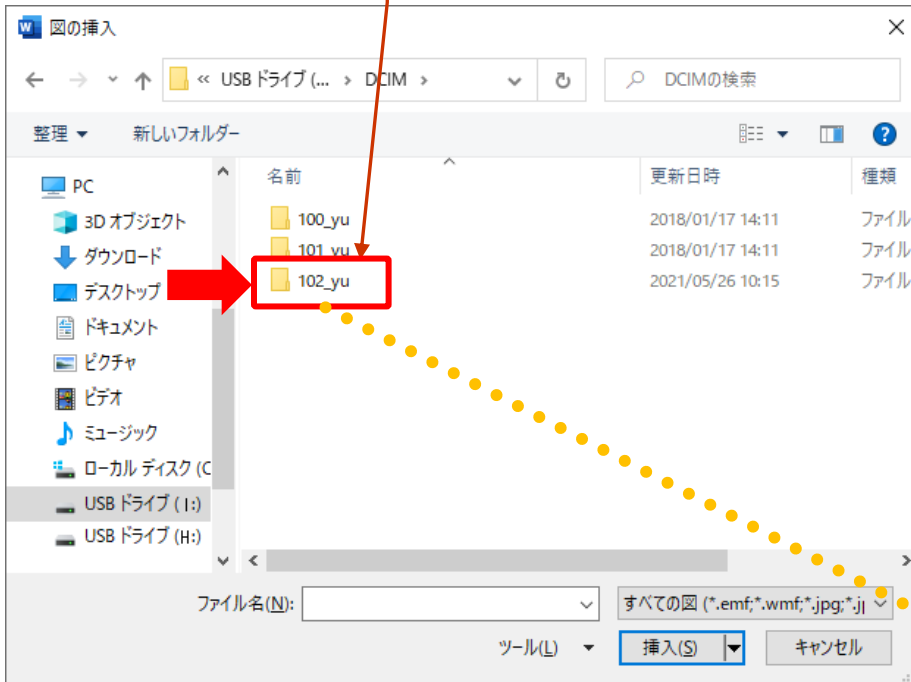 図の挿入
« USB ドライブ (... > DCIM >
DCIMの検索
整理
新しいフォルダー
名前 更新日時 種類
PC
3D オブジェクト
ダウンロード
デスクトップ
ドキュメント
ピクチャ
ビデオ
ミュージック
ローカル ディスク (C
USB ドライブ (I:)
USB ドライブ (H:)
100_yu 2018/01/17 14:11 ファイル
101_yu 2018/01/17 14:11 ファイル
102_yu 2021/05/26 10:15 ファイル
ファイル名(N):
すべての図 (*.emf;*.wmf;*.jpg;*.j
ツール(L)
挿入(S)
キャンセル